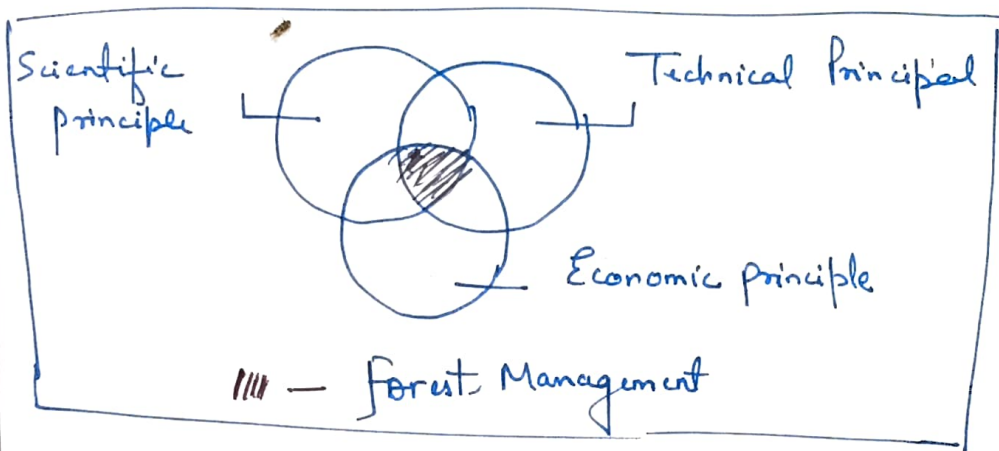 Scientific
principle
Technical Principal
Economic principle
— Forest Management